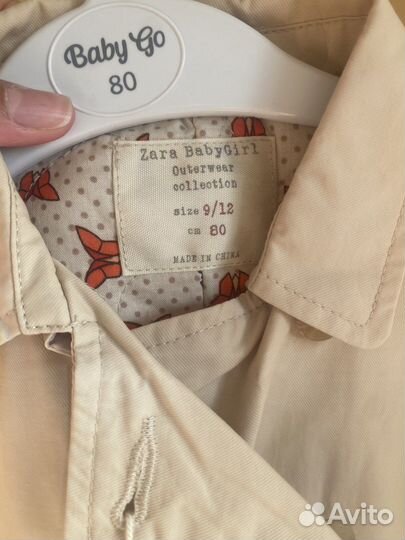 Baby Go
80
Zara BabyGirl
Outerwear
collection
size 9/12
cm 80
MADE IN CHINA
Avito